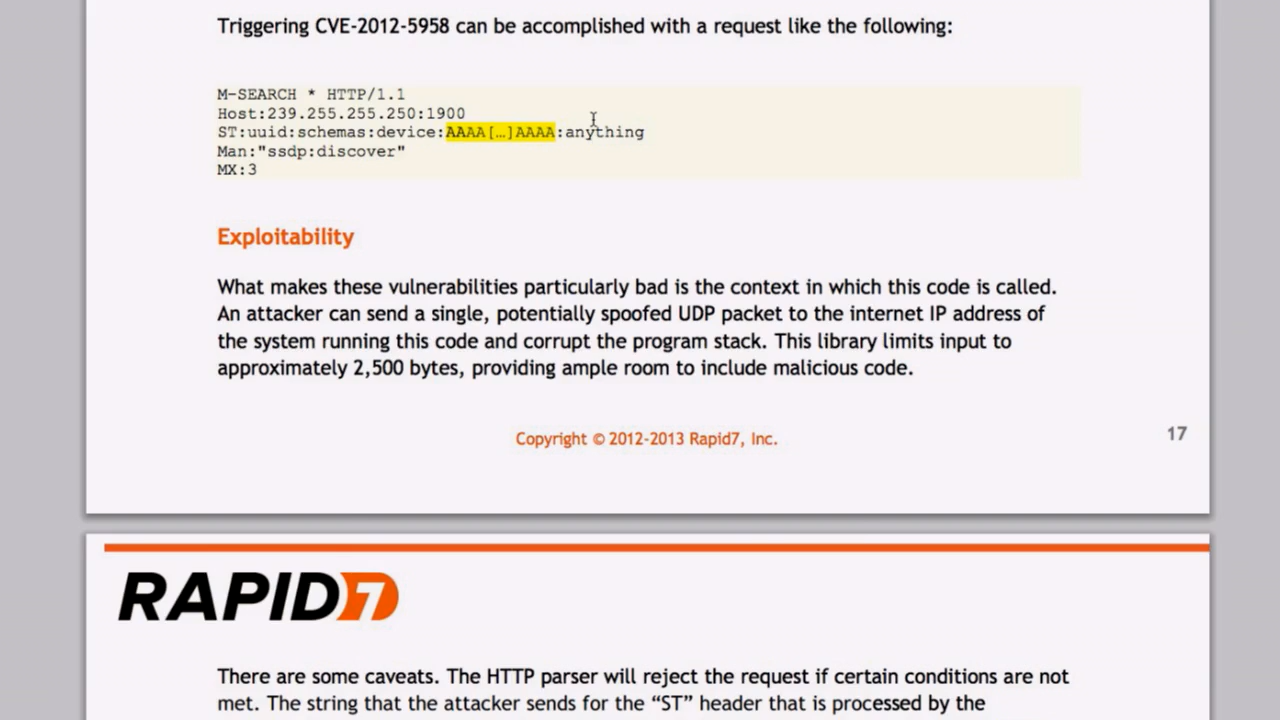 Triggering CVE-2012-5958 can be accomplished with a request like the following:
M-SEARCH * HTTP/1.1
Host:239.255.255.250:1900
ST:uuid:schemas:device:AAAA[…]AAAA:anything
Man:"ssdp:discover"
MX:3
Exploitability
What makes these vulnerabilities particularly bad is the context in which this code is called.
An attacker can send a single, potentially spoofed UDP packet to the internet IP address of
the system running this code and corrupt the program stack. This library limits input to
approximately 2,500 bytes, providing ample room to include malicious code.
Copyright © 2012-2013 Rapid7, Inc.
17
RAPID7
There are some caveats. The HTTP parser will reject the request if certain conditions are not
met. The string that the attacker sends for the “ST” header that is processed by the